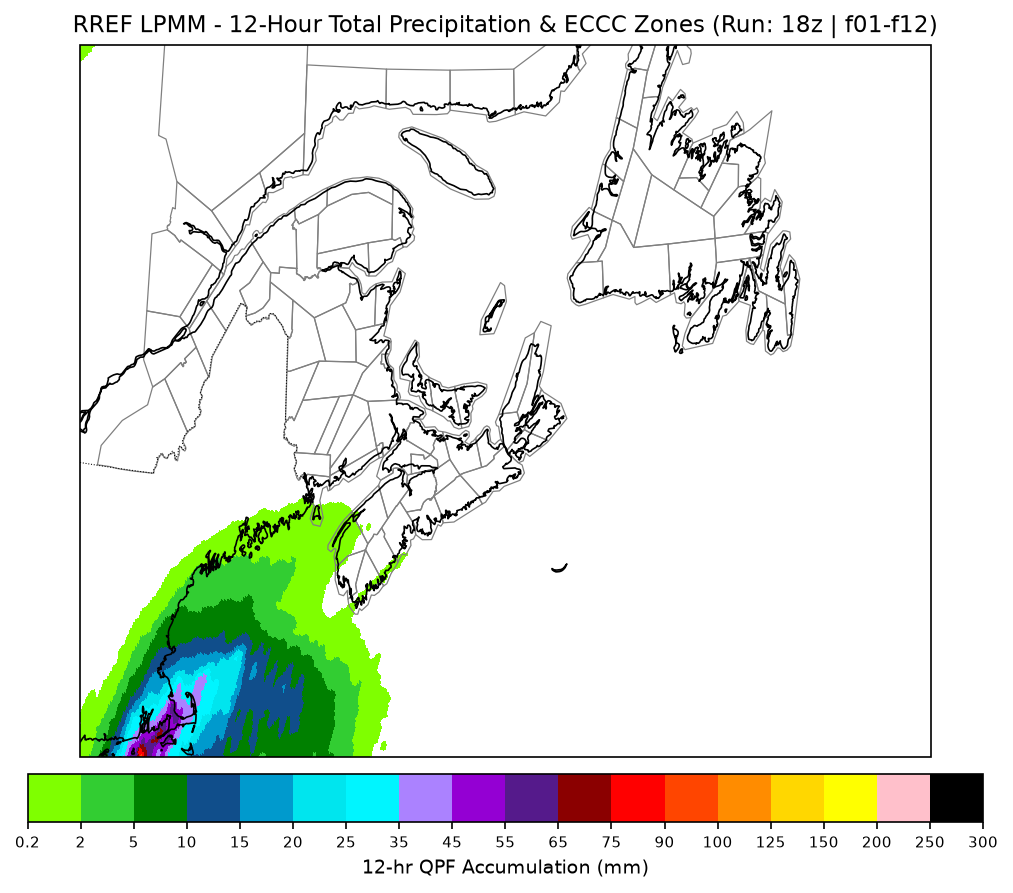 RREF LPMM - 12-Hour Total Precipitation & ECCC Zones (Run: 18z | f01-f12)
0.2 2 5 10 15 20 25 35 45 55 65 75 85 90 100 125 150 200 250 300
12-hr QPF Accumulation (mm)